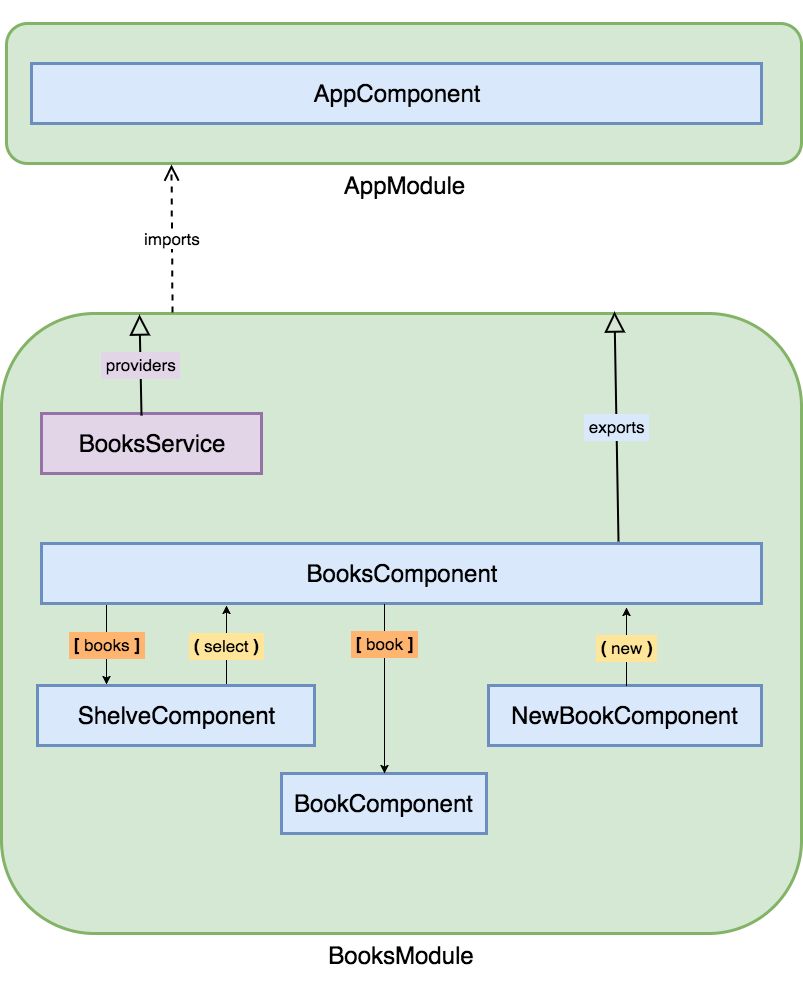 AppComponent
AppModule
imports
providers
BooksService
exports
BooksComponent
[ books ]
( select )
[ book ]
( new )
ShelveComponent
NewBookComponent
BookComponent
BooksModule